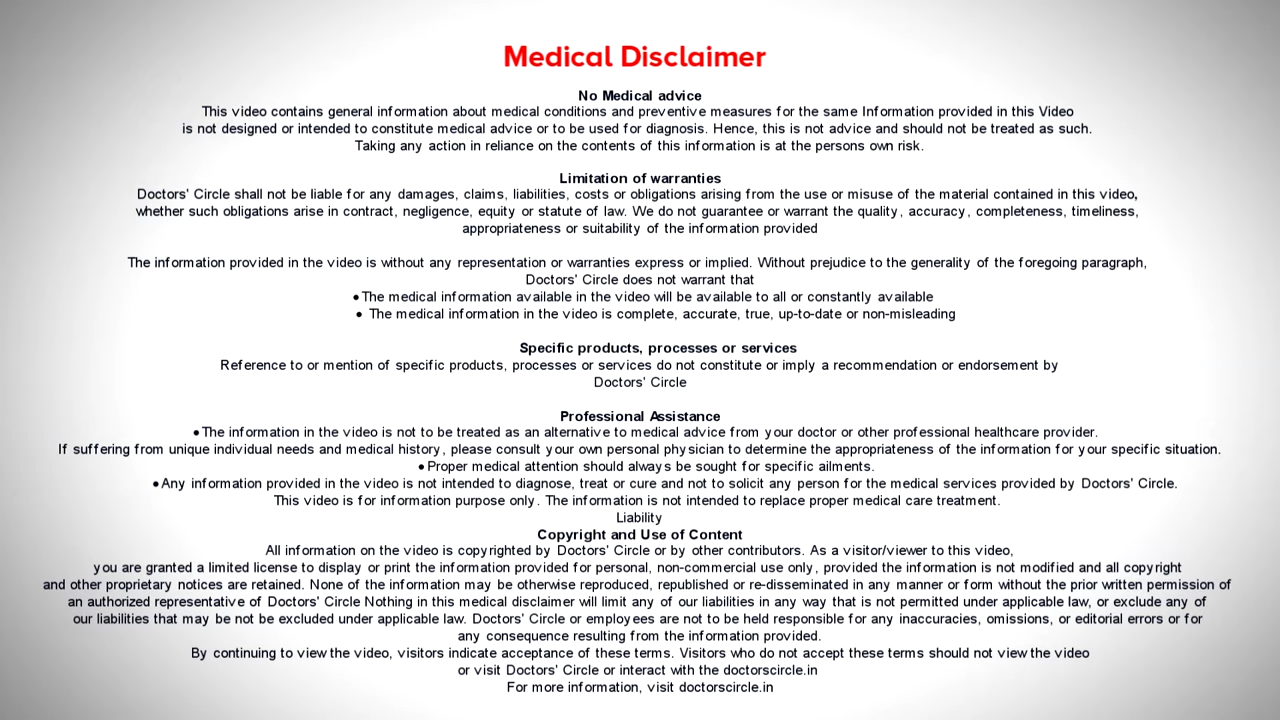 Medical Disclaimer
No Medical advice
This video contains general information about medical conditions and preventive measures for the same Information provided in this Video
is not designed or intended to constitute medical advice or to be used for diagnosis. Hence, this is not advice and should not be treated as such.
Taking any action in reliance on the contents of this information is at the persons own risk.
Limitation of warranties
Doctors' Circle shall not be liable for any damages, claims, liabilities, costs or obligations arising from the use or misuse of the material contained in this video,
whether such obligations arise in contract, negligence, equity or statute of law. We do not guarantee or warrant the quality, accuracy, completeness, timeliness,
appropriateness or suitability of the information provided
The information provided in the video is without any representation or warranties express or implied. Without prejudice to the generality of the foregoing paragraph,
Doctors' Circle does not warrant that
• The medical information available in the video will be available to all or constantly available
• The medical information in the video is complete, accurate, true, up-to-date or non-misleading
Specific products, processes or services
Reference to or mention of specific products, processes or services do not constitute or imply a recommendation or endorsement by
Doctors' Circle
Professional Assistance
• The information in the video is not to be treated as an alternative to medical advice from your doctor or other professional healthcare provider.
If suffering from unique individual needs and medical history, please consult your own personal physician to determine the appropriateness of the information for your specific situation.
• Proper medical attention should always be sought for specific ailments.
• Any information provided in the video is not intended to diagnose, treat or cure and not to solicit any person for the medical services provided by Doctors' Circle.
This video is for information purpose only. The information is not intended to replace proper medical care treatment.
Liability
Copyright and Use of Content
All information on the video is copyrighted by Doctors' Circle or by other contributors. As a visitor/viewer to this video,
you are granted a limited license to display or print the information provided for personal, non-commercial use only, provided the information is not modified and all copyright
and other proprietary notices are retained. None of the information may be otherwise reproduced, republished or re-disseminated in any manner or form without the prior written permission of
an authorized representative of Doctors' Circle Nothing in this medical disclaimer will limit any of our liabilities in any way that is not permitted under applicable law, or exclude any of
our liabilities that may be not be excluded under applicable law. Doctors' Circle or employees are not to be held responsible for any inaccuracies, omissions, or editorial errors or for
any consequence resulting from the information provided.
By continuing to view the video, visitors indicate acceptance of these terms. Visitors who do not accept these terms should not view the video
or visit Doctors' Circle or interact with the doctorscircle.in
For more information, visit doctorscircle.in